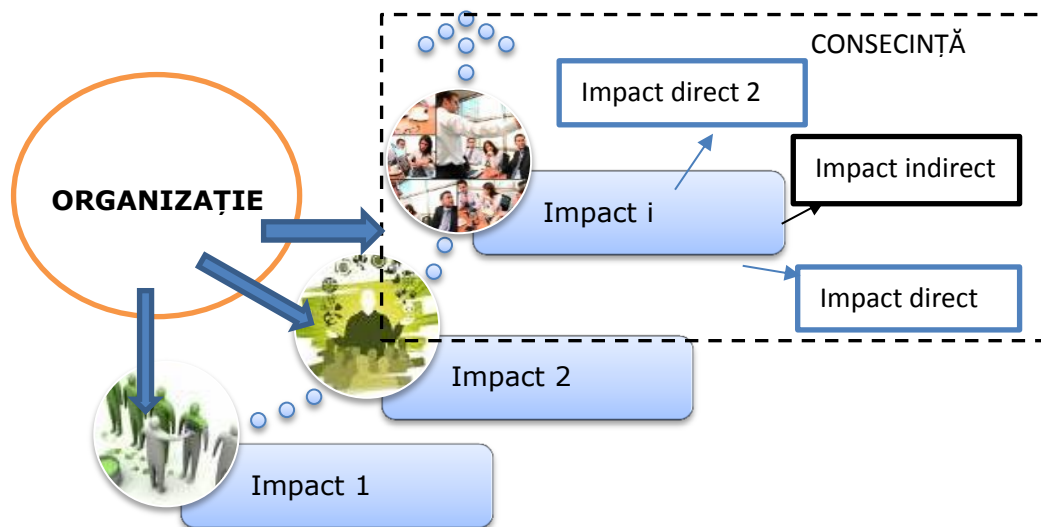 CONSECINȚĂ
Impact direct 2
Impact indirect
ORGANIZAȚIE
Impact i
Impact direct
Impact 2
Impact 1